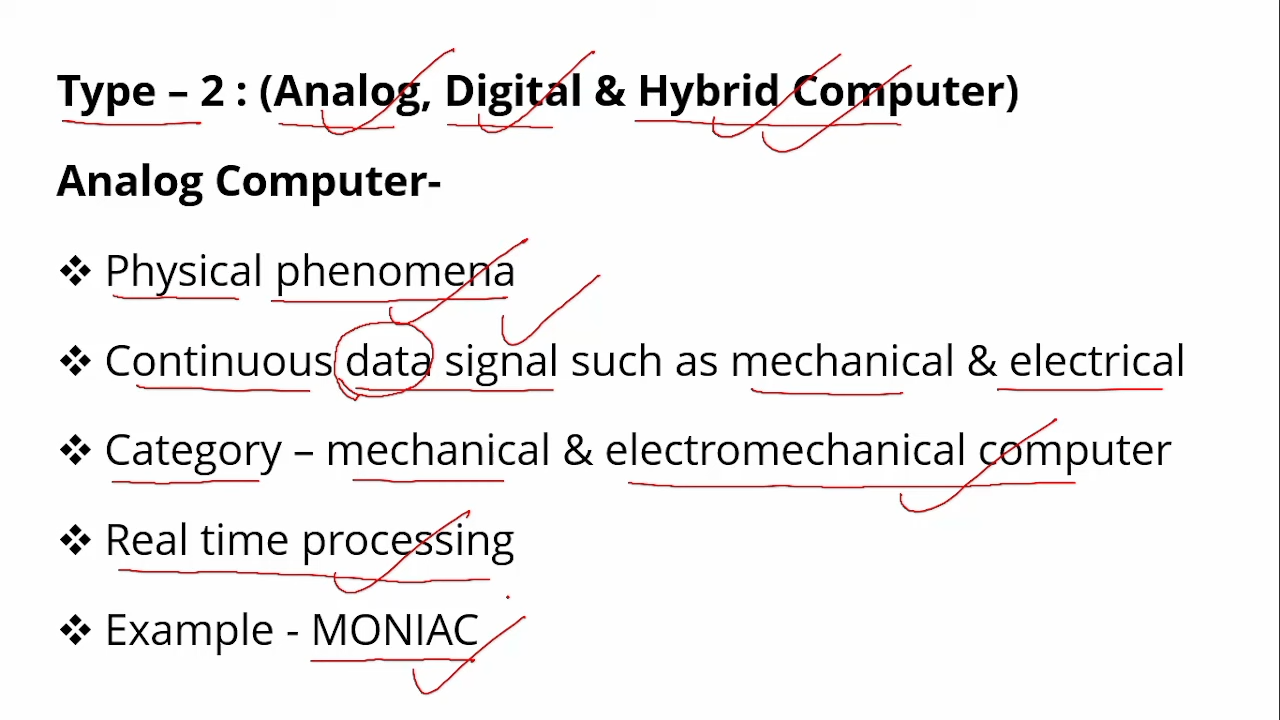 Type – 2 : (Analog, Digital & Hybrid Computer)
Analog Computer-
❖ Physical phenomena
❖ Continuous data signal such as mechanical & electrical
❖ Category – mechanical & electromechanical computer
❖ Real time processing
❖ Example - MONIAC